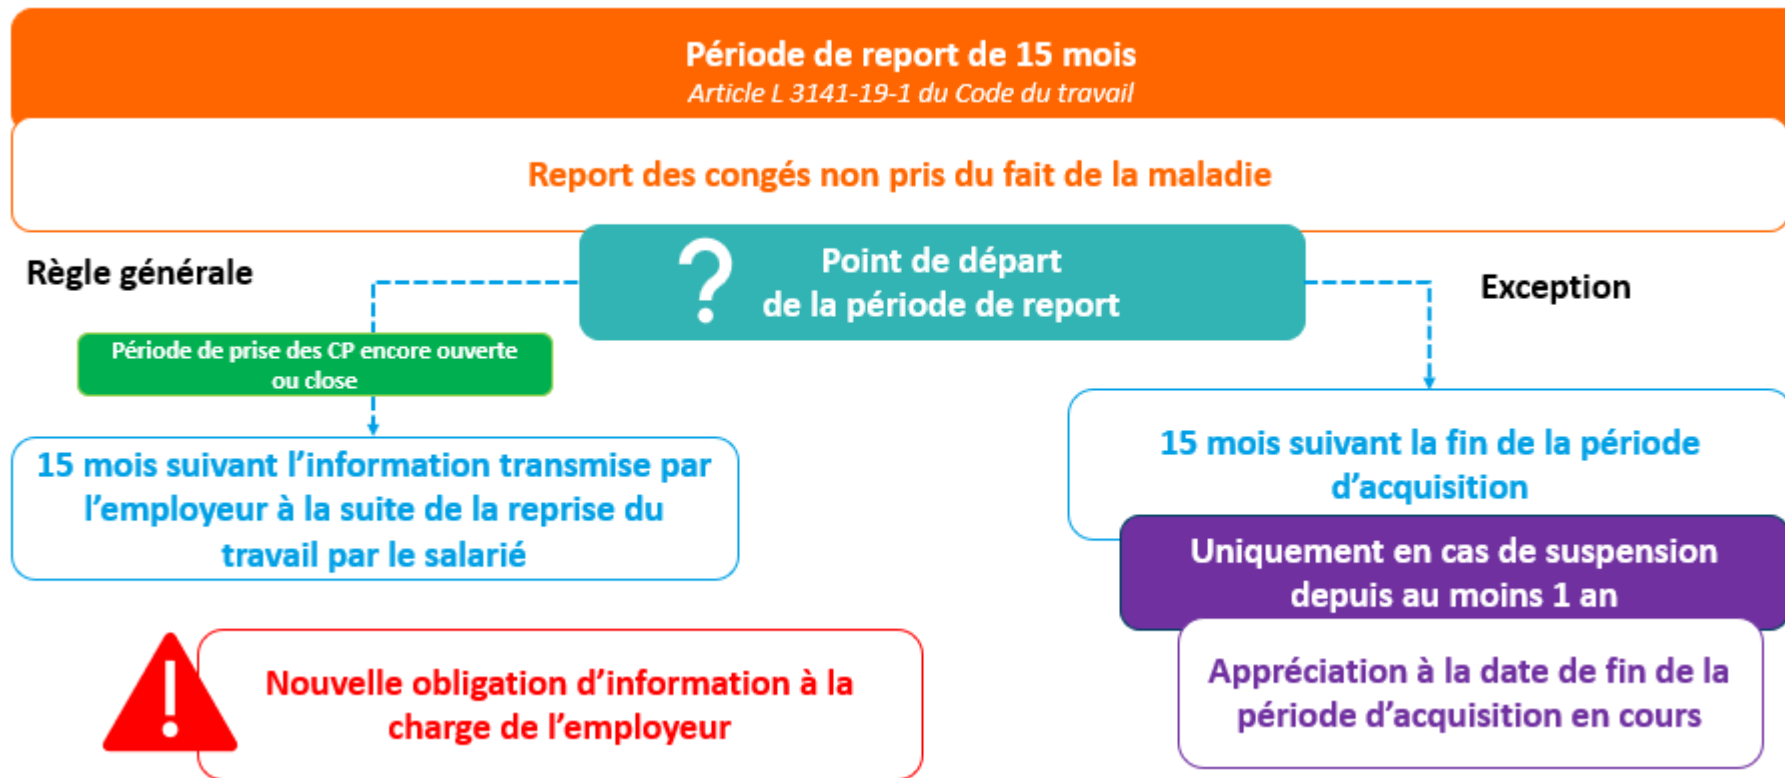 Période de report de 15 mois
Article L 3141-19-1 du Code du travail
Report des congés non pris du fait de la maladie
Règle générale
?
Point de départ
de la période de report
Exception
Période de prise des CP encore ouverte
ou close
15 mois suivant l’information transmise par
l’employeur à la suite de la reprise du
travail par le salarié
15 mois suivant la fin de la période
d’acquisition
Uniquement en cas de suspension
depuis au moins 1 an
Appréciation à la date de fin de la
période d’acquisition en cours
!
Nouvelle obligation d’information à la
charge de l’employeur